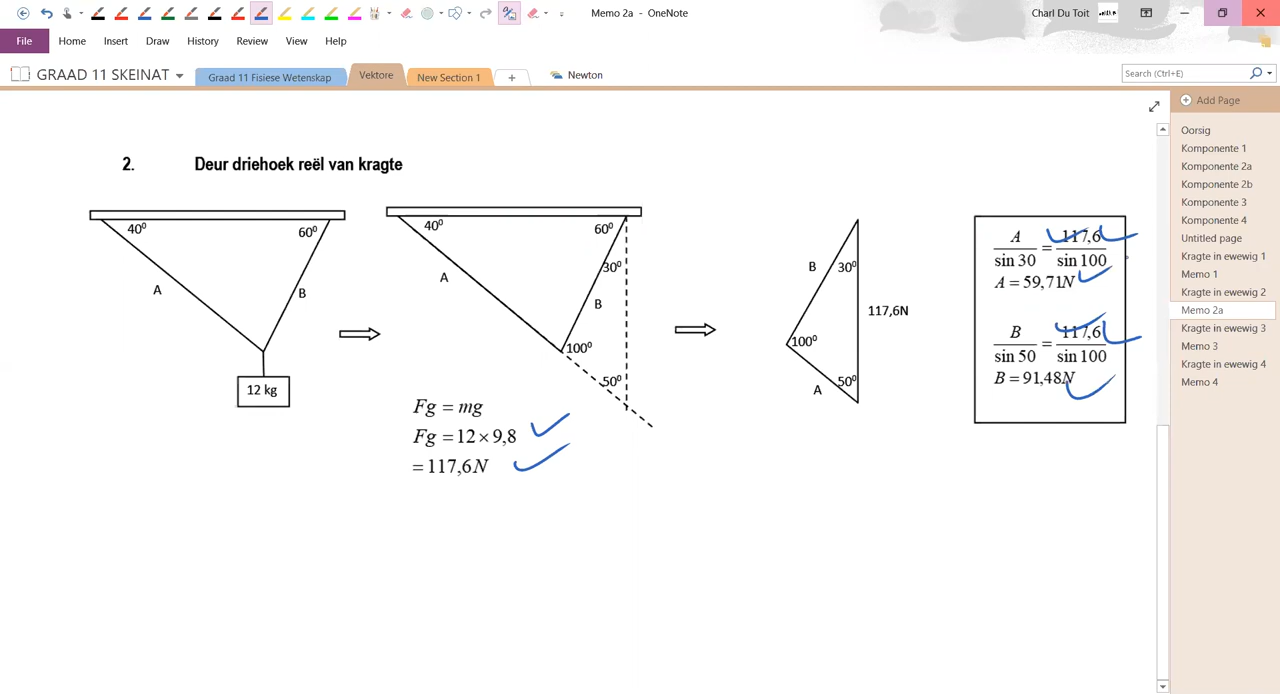 Memo 2a - OneNote
Charl Du Toit
File Home Insert Draw History Review View Help
GRAAD 11 SKEINAT
Graad 11 Fisiese Wetenskap
Vektore
New Section 1
+
Newton
Search (Ctrl+E)
Add Page
Oorsig
Komponente 1
Komponente 2a
Komponente 2b
Komponente 3
Komponente 4
Untitled page
Kragte in ewewig 1
Memo 1
Kragte in ewewig 2
Memo 2a
Kragte in ewewig 3
Memo 3
Kragte in ewewig 4
Memo 4
2. Deur driehoek reël van kragte
40⁰
60⁰
A
B
12 kg
40⁰
60⁰
30⁰
A
B
100⁰
50⁰
Fg = mg
Fg = 12 × 9,8
= 117,6N
B
30⁰
117,6N
100⁰
A
50⁰
A/sin 30 = 117,6/sin 100
A = 59,71N
B/sin 50 = 117,6/sin 100
B = 91,48N